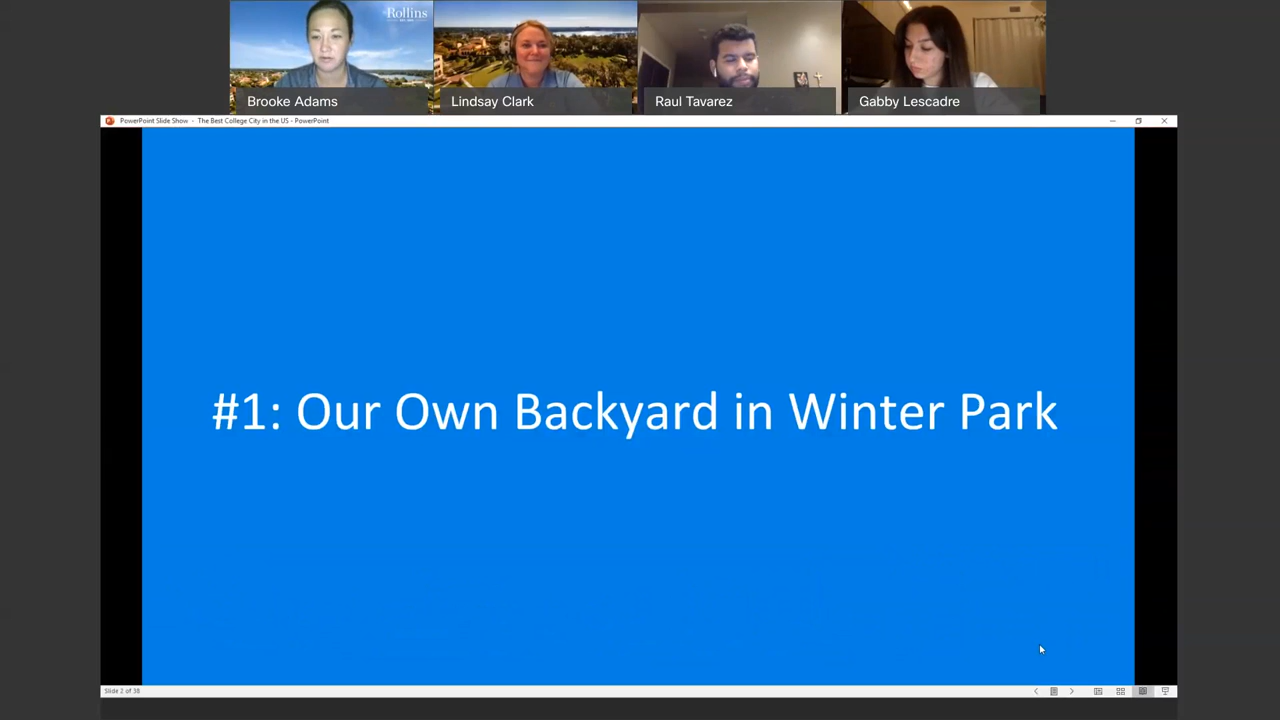 Rollins
Brooke Adams
Lindsay Clark
Raul Tavarez
Gabby Lescadre
PowerPoint Slide Show - The Best College City in the US - PowerPoint
#1: Our Own Backyard in Winter Park
Slide 2 of 38